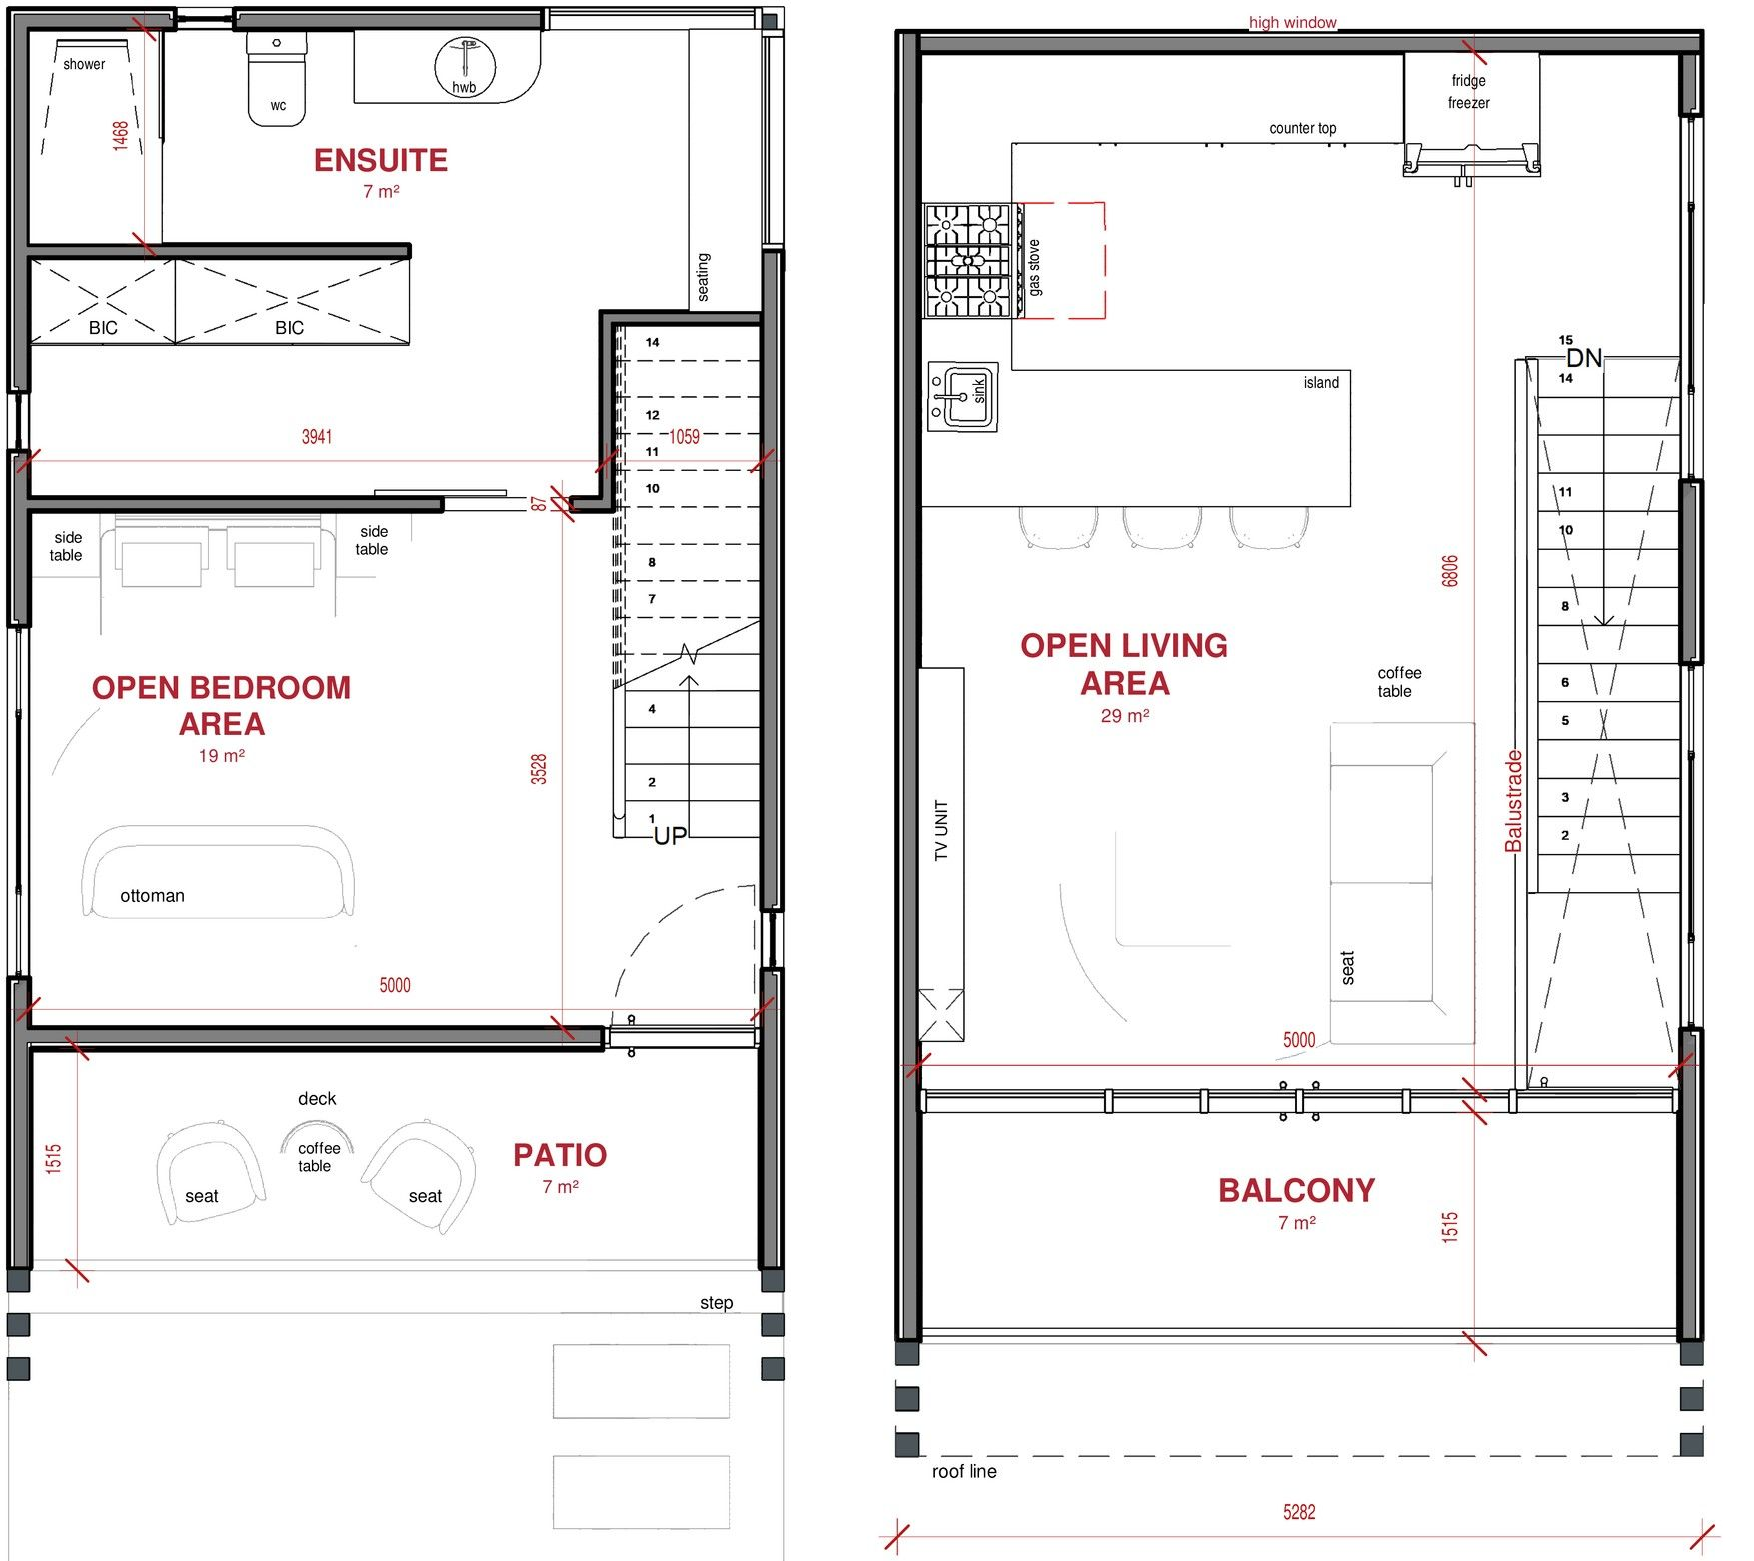 shower
wc
hwb
1468
ENSUITE
7 m²
seating
BIC
BIC
14
12
11
10
8
7
4
2
1
UP
3941
1059
87
side
table
side
table
OPEN BEDROOM
AREA
19 m²
3528
ottoman
5000
deck
coffee
table
seat
seat
PATIO
7 m²
1515
step
high window
fridge
freezer
counter top
gas stove
sink
island
15
DN
14
11
10
8
6
5
3
2
6806
OPEN LIVING
AREA
29 m²
coffee
table
TV UNIT
seat
Balustrade
5000
BALCONY
7 m²
1515
roof line
5282